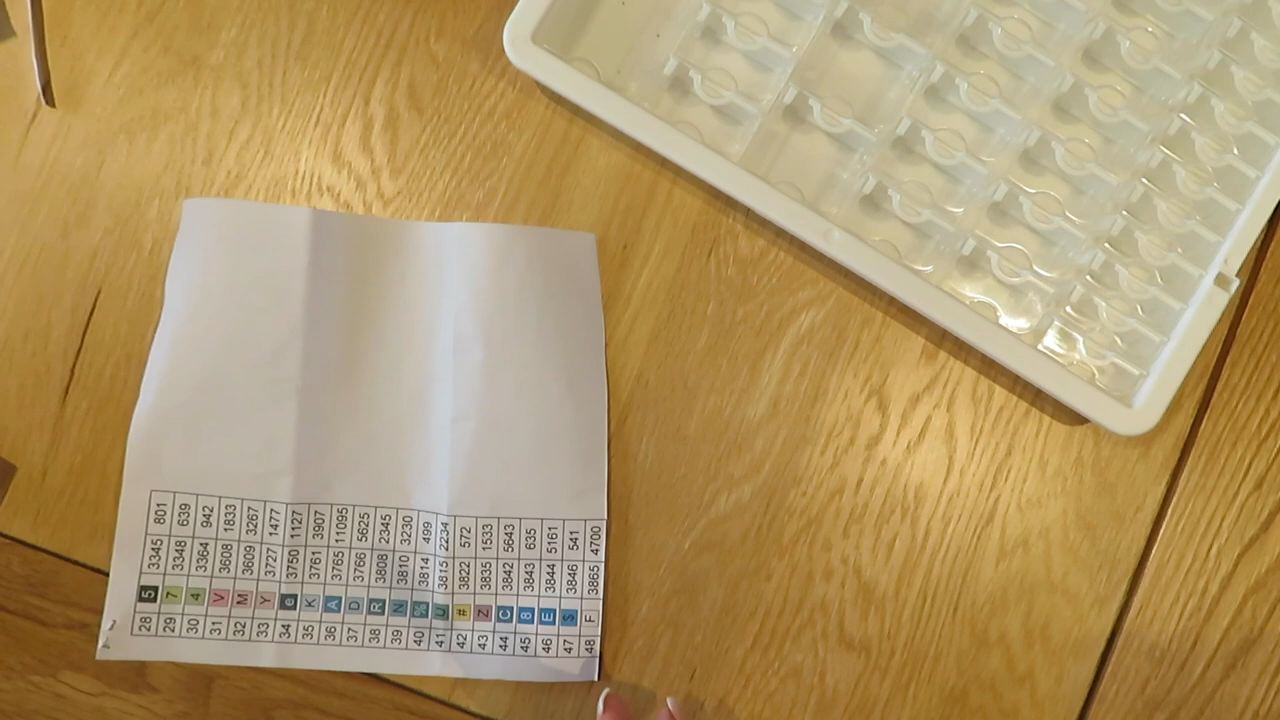 28 5 3345 801
29 7 3348 639
30 4 3364 942
31 V 3608 1833
32 M 3609 3267
33 Y 3727 1477
34 e 3750 1127
35 K 3761 3907
36 A 3765 11095
37 D 3766 5625
38 R 3808 2345
39 N 3810 3230
40 % 3814 499
41 U 3815 2234
42 # 3822 572
43 Z 3835 1533
44 C 3842 5643
45 8 3843 635
46 E 3844 5161
47 $ 3846 541
48 F 3865 4700